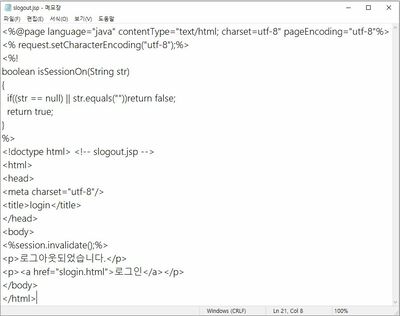 slogout.jsp - 메모장
파일(F) 편집(E) 서식(O) 보기(V) 도움말
<%@page language="java" contentType="text/html; charset=utf-8" pageEncoding="utf-8"%>
<% request.setCharacterEncoding("utf-8");%>
<%!
boolean isSessionOn(String str)
{
  if((str == null) || str.equals(""))return false;
  return true;
}
%>
<!doctype html> <!-- slogout.jsp -->
<html>
<head>
<meta charset="utf-8"/>
<title>login</title>
</head>
<body>
<%session.invalidate();%>
<p>로그아웃되었습니다.</p>
<p><a href="slogin.html">로그인</a></p>
</body>
</html>
Windows (CRLF) Ln 21, Col 8 100%